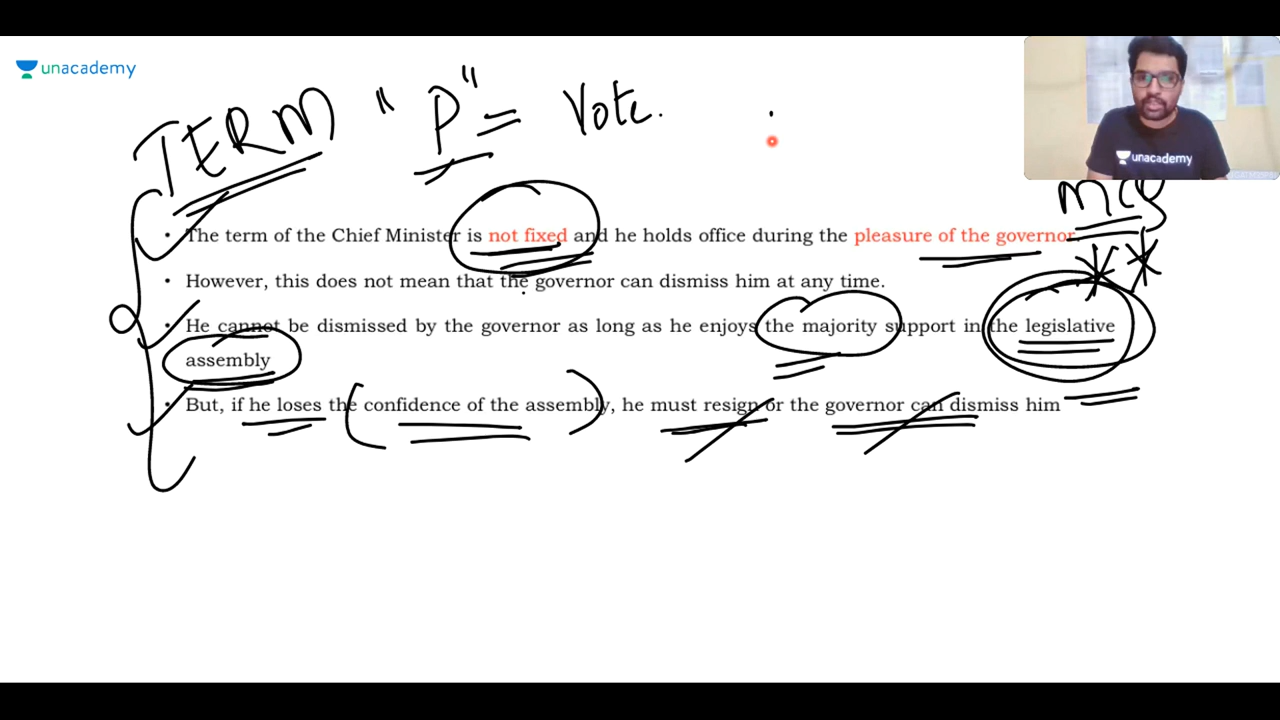 unacademy
TERM "P" = Vote.
unacademy
MCQ
• The term of the Chief Minister is not fixed and he holds office during the pleasure of the governor.
• However, this does not mean that the governor can dismiss him at any time.
• He cannot be dismissed by the governor as long as he enjoys the majority support in the legislative
assembly
• But, if he loses the confidence of the assembly, he must resign or the governor can dismiss him